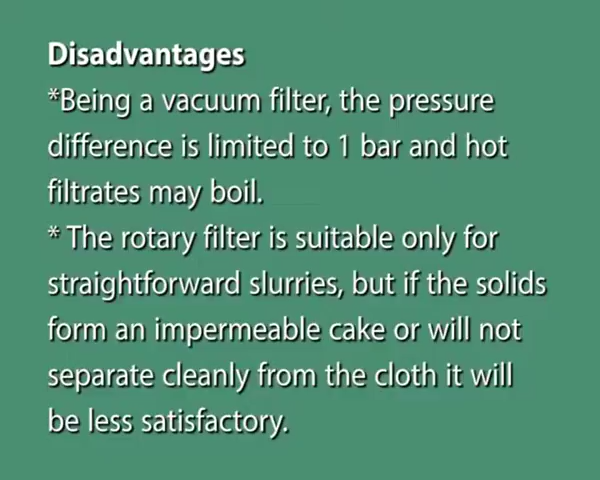 Disadvantages
*Being a vacuum filter, the pressure
difference is limited to 1 bar and hot
filtrates may boil.
* The rotary filter is suitable only for
straightforward slurries, but if the solids
form an impermeable cake or will not
separate cleanly from the cloth it will
be less satisfactory.